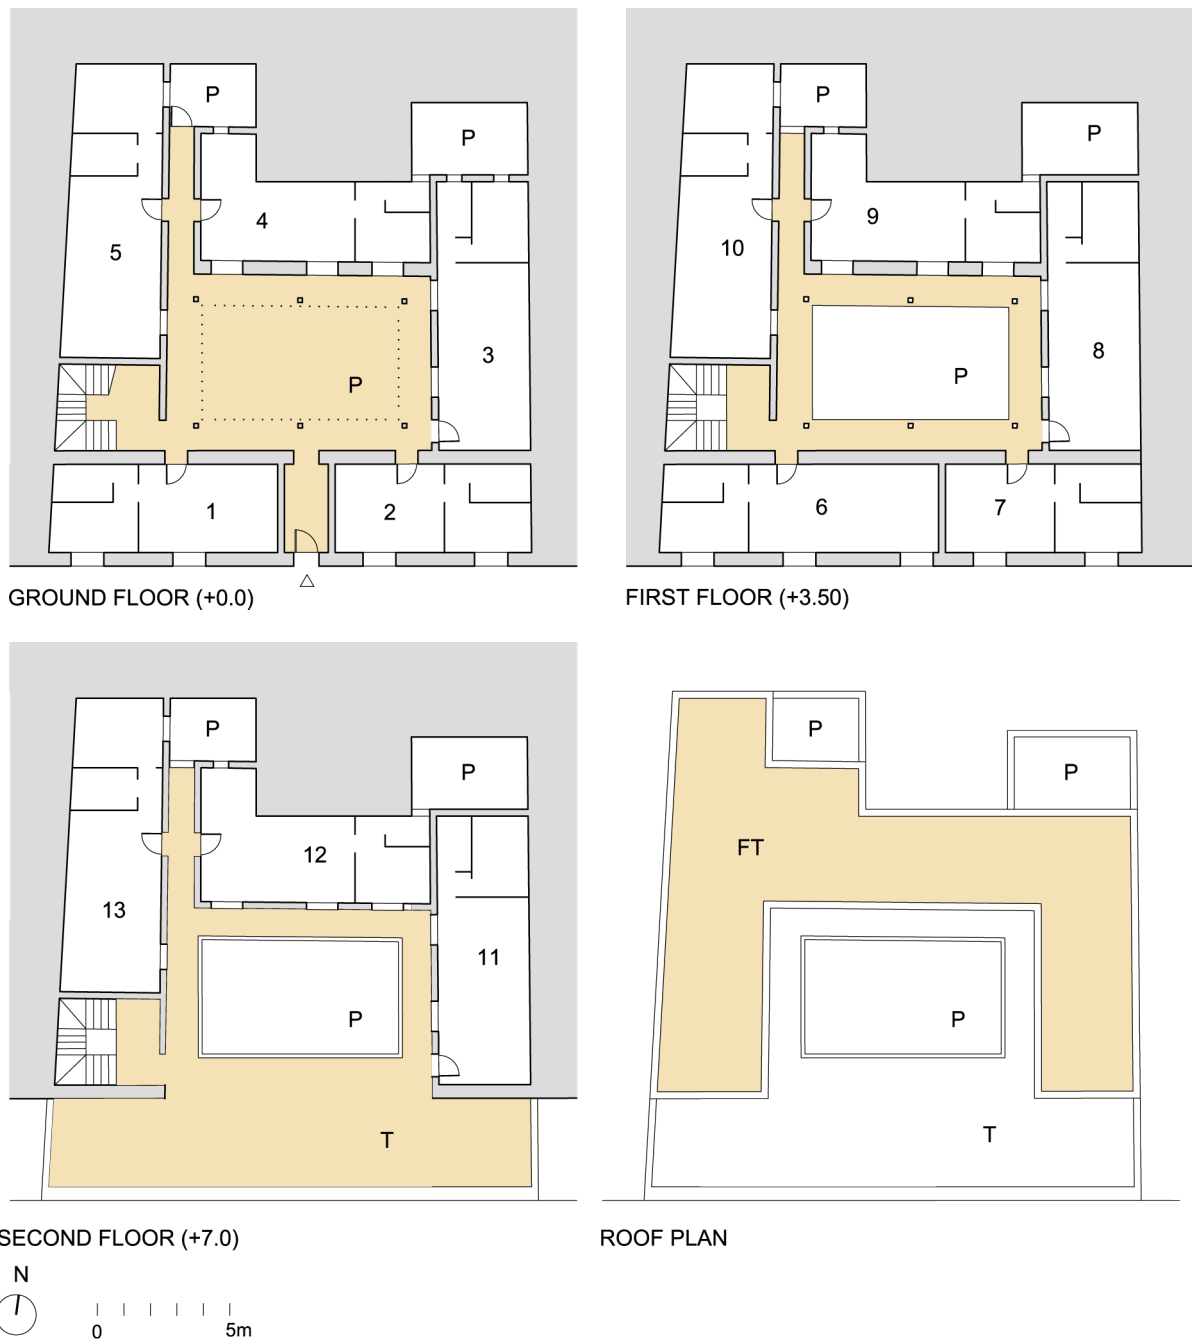 P
P
4
5
3
P
1
2
GROUND FLOOR (+0.0)
P
P
9
10
8
P
6
7
FIRST FLOOR (+3.50)
P
P
12
13
11
P
T
SECOND FLOOR (+7.0)
P
P
FT
P
T
ROOF PLAN
N
0 5m